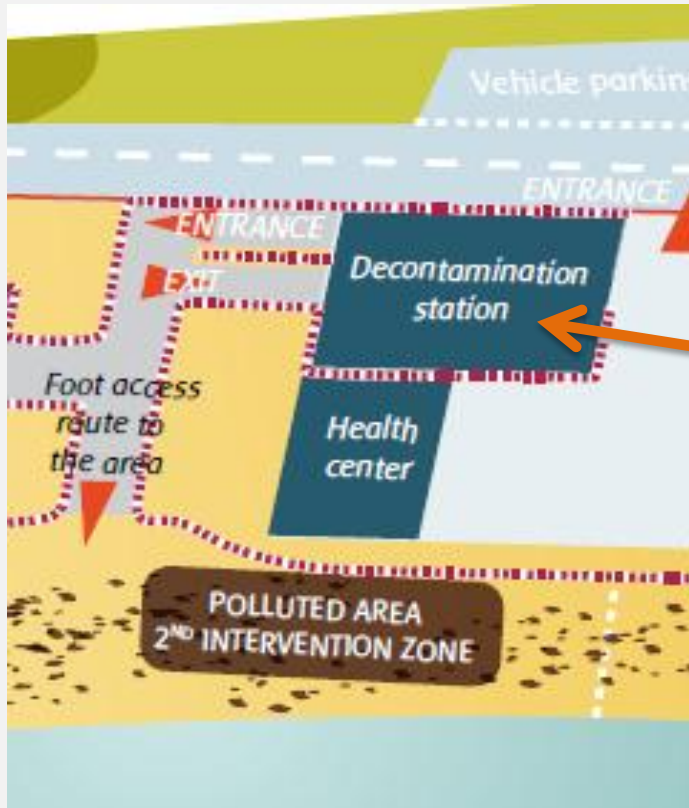 Vehicle parkin
ENTRANCE
ENTRANCE
EXIT
Decontamination
station
Foot access
route to
the area
Health
center
POLLUTED AREA
2ND INTERVENTION ZONE